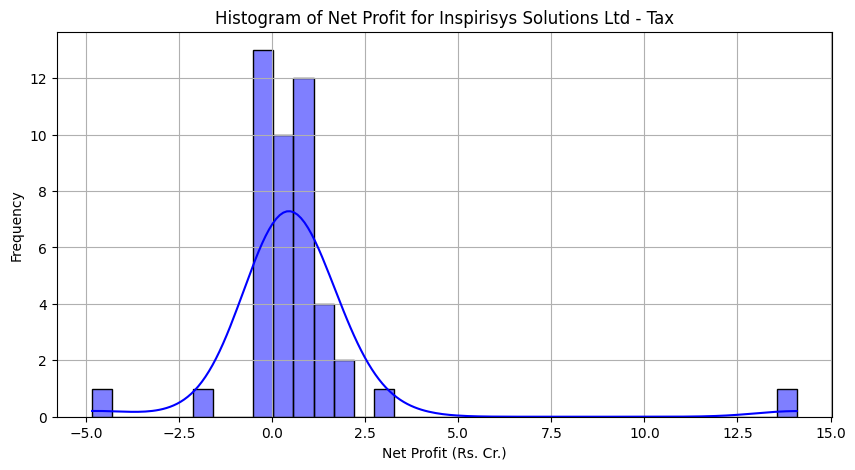 Histogram of Net Profit for Inspirisys Solutions Ltd - Tax
Frequency
12
10
8
6
4
2
0
−5.0 −2.5 0.0 2.5 5.0 7.5 10.0 12.5 15.0
Net Profit (Rs. Cr.)